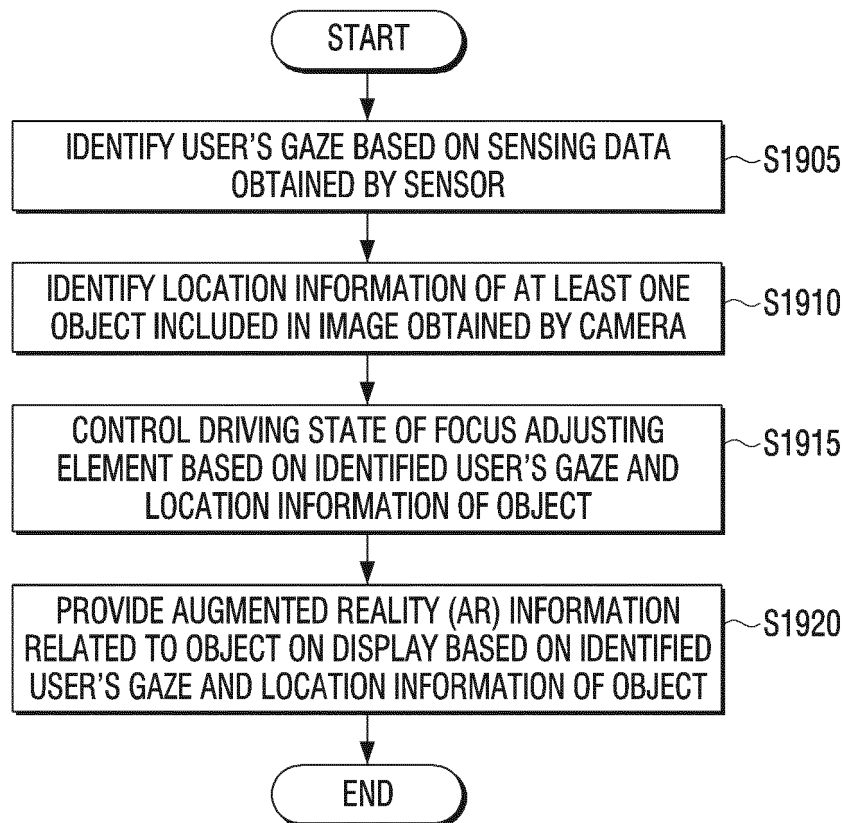 START
IDENTIFY USER'S GAZE BASED ON SENSING DATA
OBTAINED BY SENSOR
S1905
IDENTIFY LOCATION INFORMATION OF AT LEAST ONE
OBJECT INCLUDED IN IMAGE OBTAINED BY CAMERA
S1910
CONTROL DRIVING STATE OF FOCUS ADJUSTING
ELEMENT BASED ON IDENTIFIED USER'S GAZE AND
LOCATION INFORMATION OF OBJECT
S1915
PROVIDE AUGMENTED REALITY (AR) INFORMATION
RELATED TO OBJECT ON DISPLAY BASED ON IDENTIFIED
USER'S GAZE AND LOCATION INFORMATION OF OBJECT
S1920
END